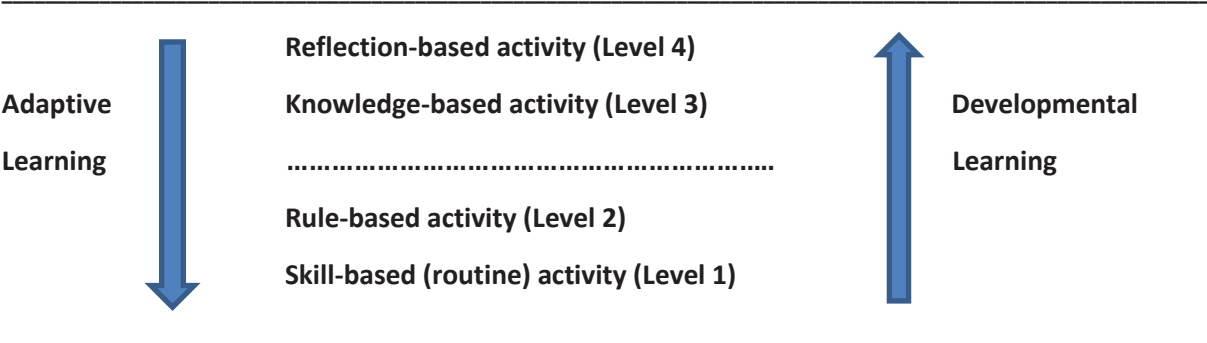 Reflection-based activity (Level 4)
Adaptive Knowledge-based activity (Level 3) Developmental
Learning ………………………………………………………….. Learning
Rule-based activity (Level 2)
Skill-based (routine) activity (Level 1)